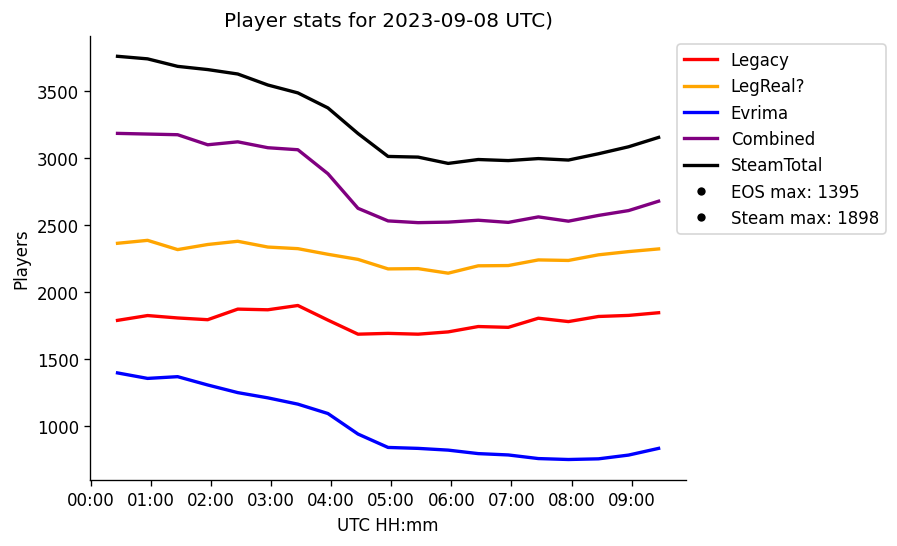 Player stats for 2023-09-08 UTC)
Legacy
LegReal?
Evrima
Combined
SteamTotal
EOS max: 1395
Steam max: 1898
Players
3500
3000
2500
2000
1500
1000
00:00 01:00 02:00 03:00 04:00 05:00 06:00 07:00 08:00 09:00
UTC HH:mm